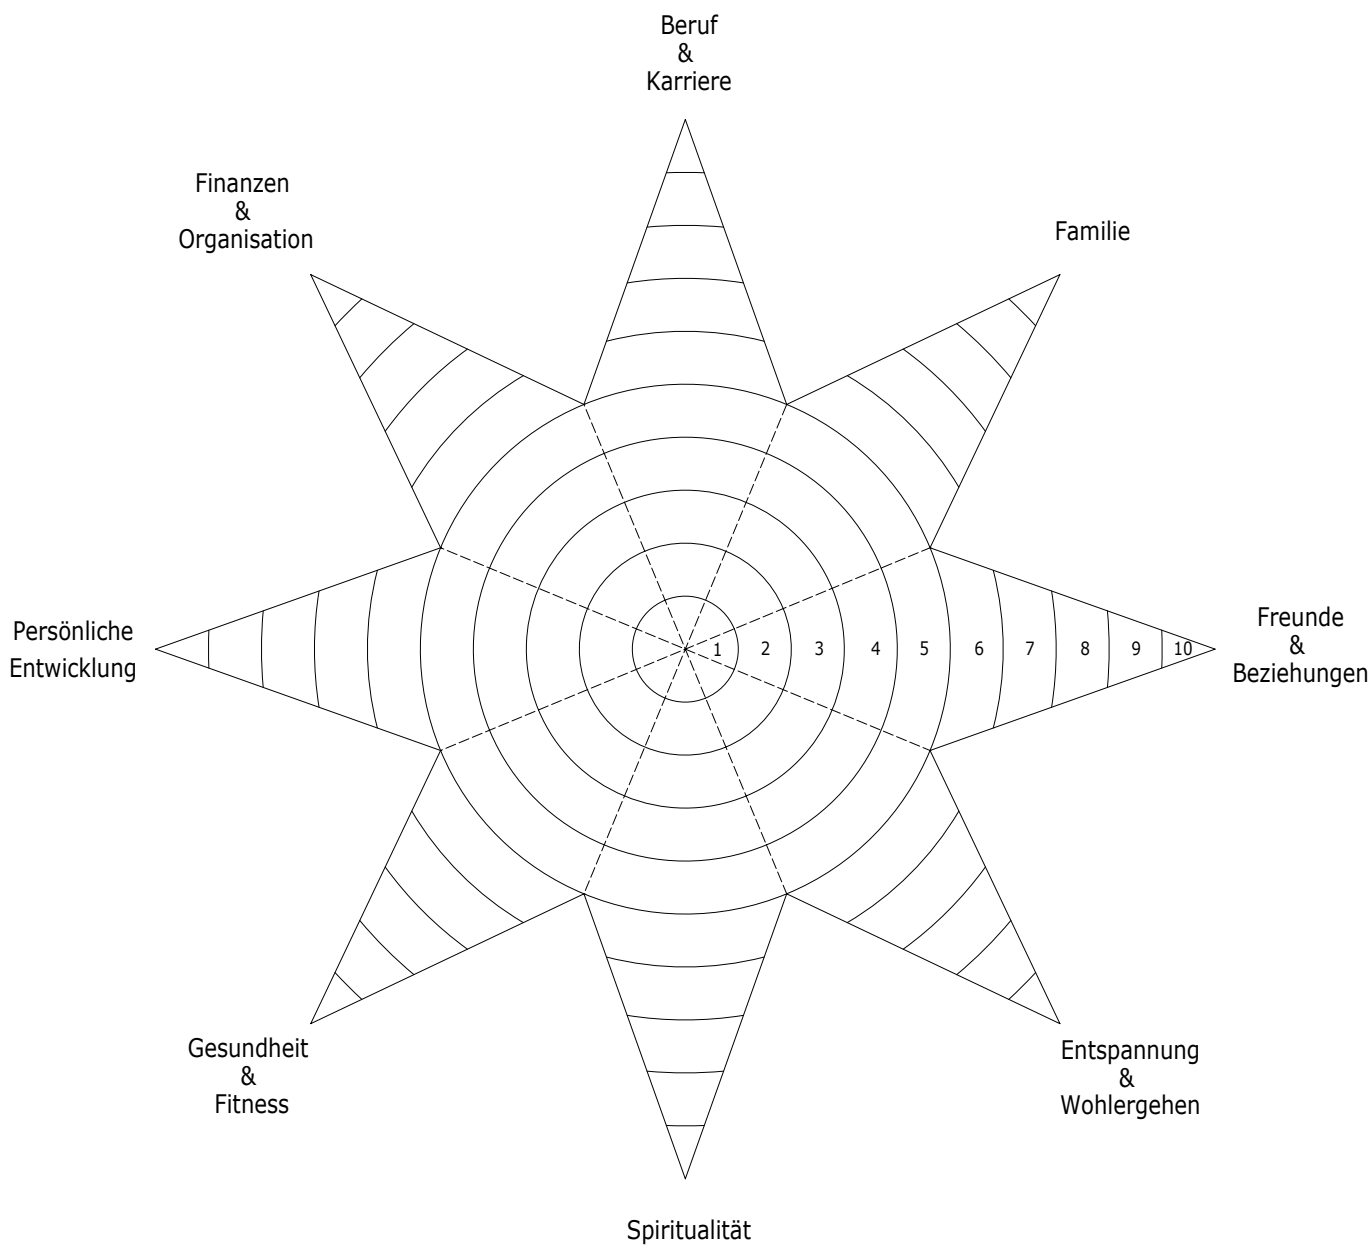 Beruf
&
Karriere
Finanzen
&
Organisation
Familie
Persönliche
Entwicklung
1 2 3 4 5 6 7 8 9 10
Freunde
&
Beziehungen
Gesundheit
&
Fitness
Entspannung
&
Wohlergehen
Spiritualität